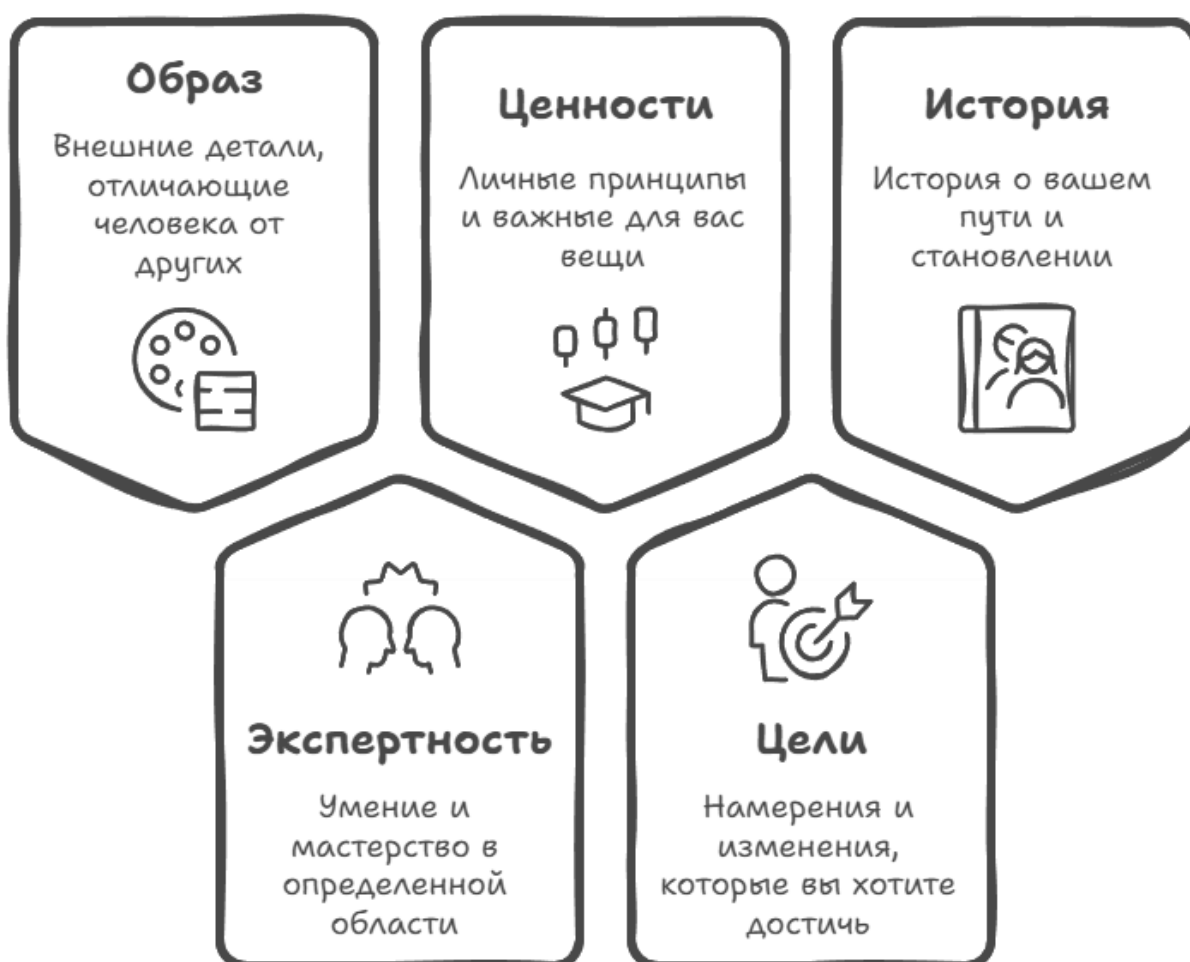 Образ
Внешние детали,
отличающие
человека от
других
Ценности
Личные принципы
и важные для вас
вещи
История
История о вашем
пути и
становлении
Экспертность
Умение и
мастерство в
определенной
области
Цели
Намерения и
изменения,
которые вы хотите
достичь